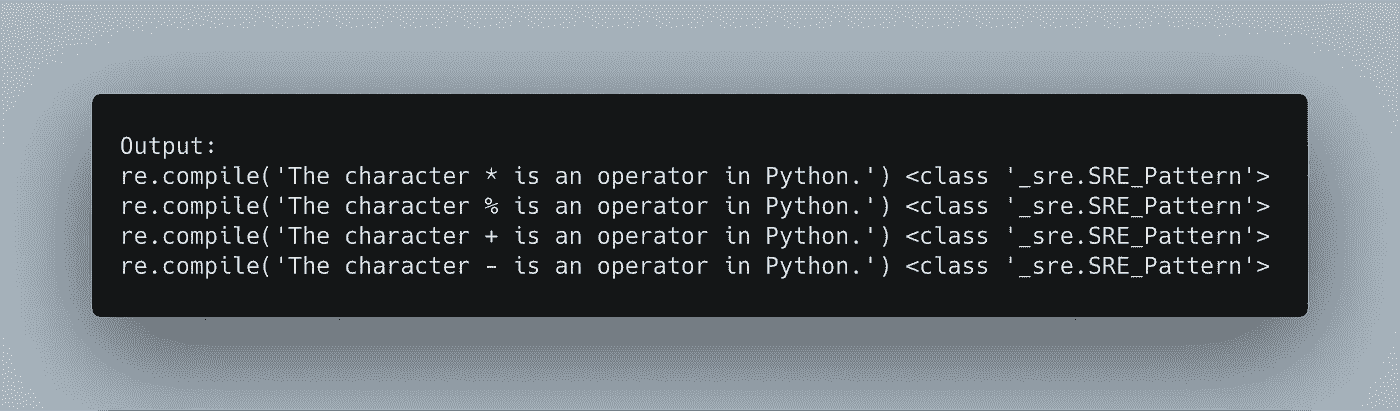 Output:
re.compile('The character * is an operator in Python.') <class '_sre.SRE_Pattern'>
re.compile('The character % is an operator in Python.') <class '_sre.SRE_Pattern'>
re.compile('The character + is an operator in Python.') <class '_sre.SRE_Pattern'>
re.compile('The character - is an operator in Python.') <class '_sre.SRE_Pattern'>